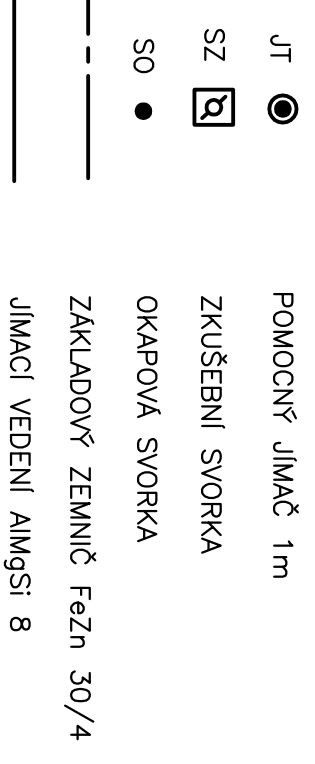 JT POMOCNÝ JÍMAČ 1m
SZ ZKUŠEBNÍ SVORKA
SO OKAPOVÁ SVORKA
ZÁKLADOVÝ ZEMNIČ FeZn 30/4
JÍMACÍ VEDENÍ AlMgSi 8